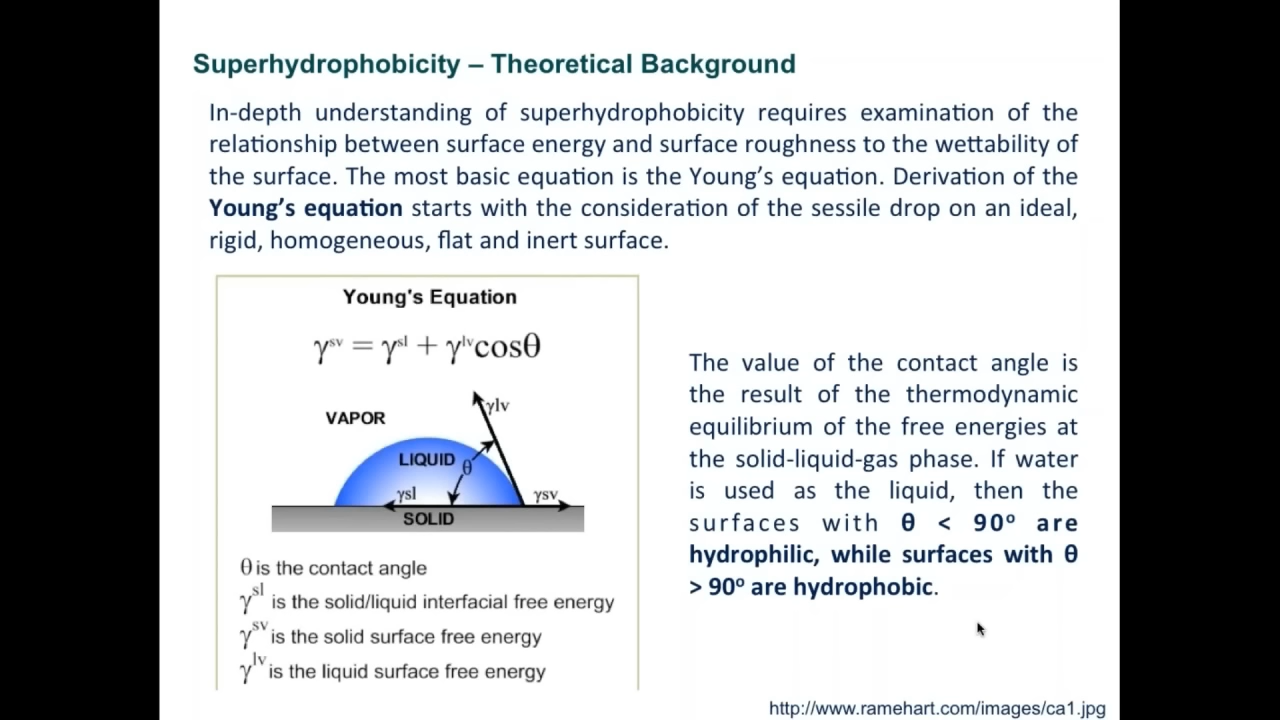 Superhydrophobicity – Theoretical Background
In-depth understanding of superhydrophobicity requires examination of the
relationship between surface energy and surface roughness to the wettability of
the surface. The most basic equation is the Young's equation. Derivation of the
Young's equation starts with the consideration of the sessile drop on an ideal,
rigid, homogeneous, flat and inert surface.
Young's Equation
γ^sv = γ^sl + γ^lv cosθ
γlv
VAPOR
LIQUID
θ
γsl
γsv
SOLID
θ is the contact angle
γ^sl is the solid/liquid interfacial free energy
γ^sv is the solid surface free energy
γ^lv is the liquid surface free energy
The value of the contact angle is
the result of the thermodynamic
equilibrium of the free energies at
the solid-liquid-gas phase. If water
is used as the liquid, then the
surfaces with θ < 90º are
hydrophilic, while surfaces with θ
> 90º are hydrophobic.
http://www.ramehart.com/images/ca1.jpg